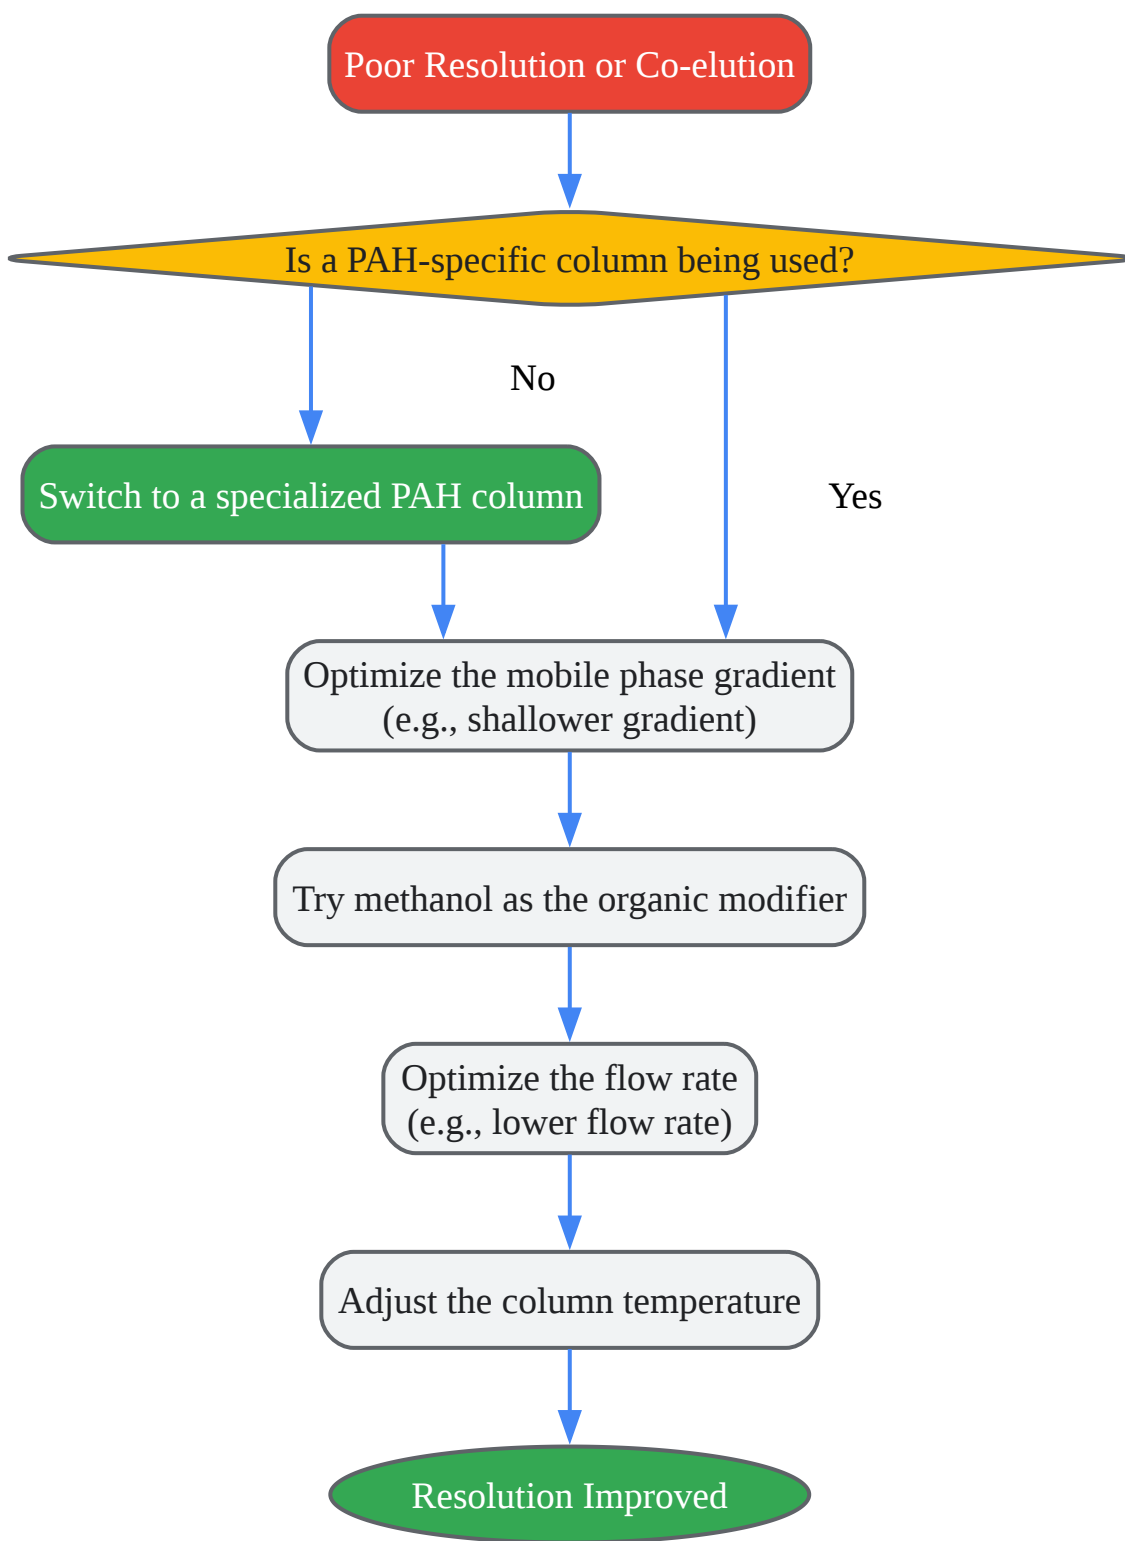 Poor Resolution or Co-elution
Is a PAH-specific column being used?
No
Switch to a specialized PAH column
Yes
Optimize the mobile phase gradient
(e.g., shallower gradient)
Try methanol as the organic modifier
Optimize the flow rate
(e.g., lower flow rate)
Adjust the column temperature
Resolution Improved